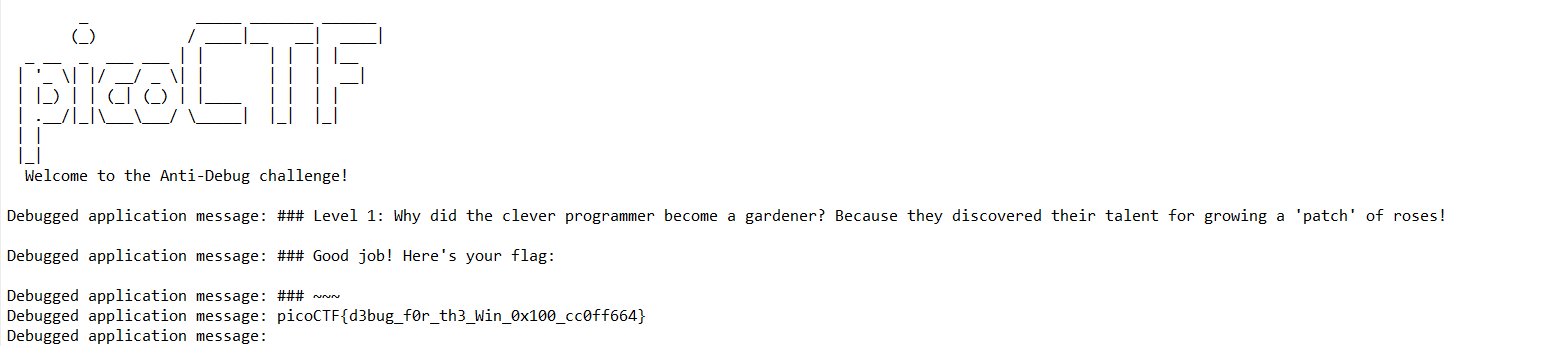 picoCTF
Welcome to the Anti-Debug challenge!
Debugged application message: ### Level 1: Why did the clever programmer become a gardener? Because they discovered their talent for growing a 'patch' of roses!
Debugged application message: ### Good job! Here's your flag:
Debugged application message: ### ~~~
Debugged application message: picoCTF{d3bug_f0r_th3_Win_0x100_cc0ff664}
Debugged application message: